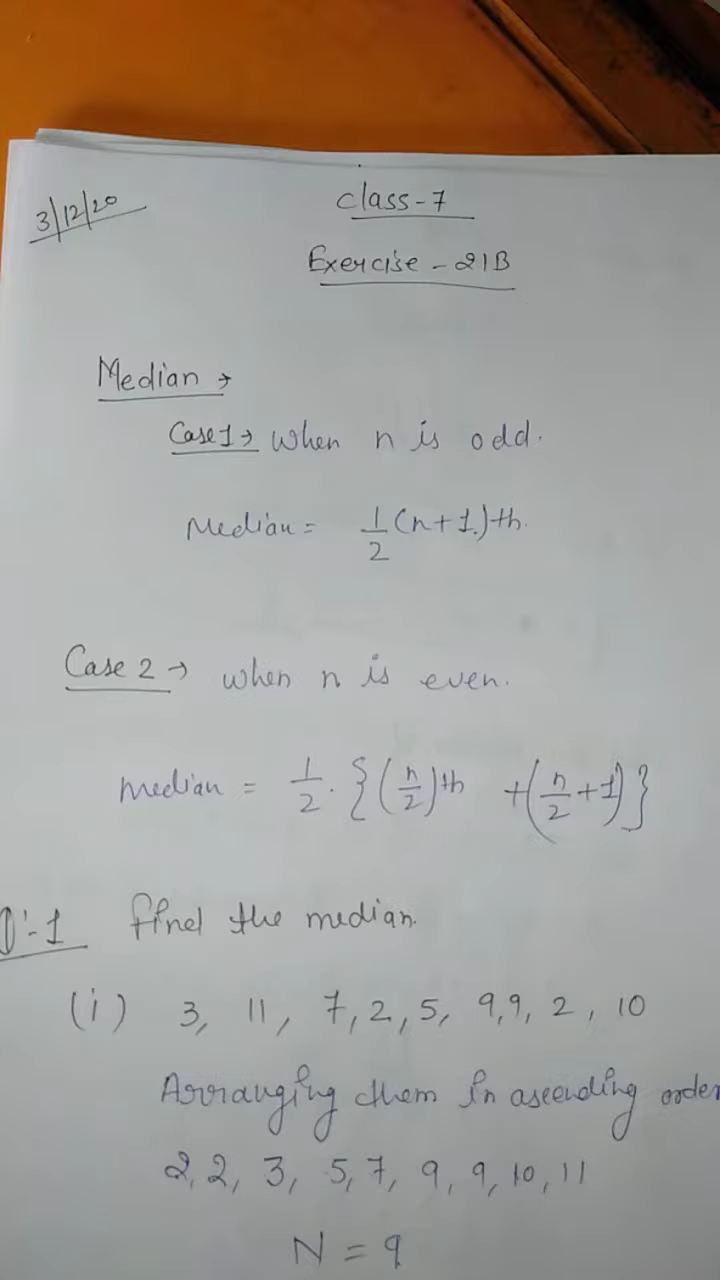 3/12/20
Class-7
Exercise - 21B
Median →
Case 1 → When n is odd.
Median = 1/2 (n+1)th.
Case 2 → when n is even.
median = 1/2 . {(n/2)th + (n/2 + 1)}
Q'-1 find the median.
(i) 3, 11, 7, 2, 5, 9, 9, 2, 10
Arranging them in ascending order
2, 2, 3, 5, 7, 9, 9, 10, 11
N = 9